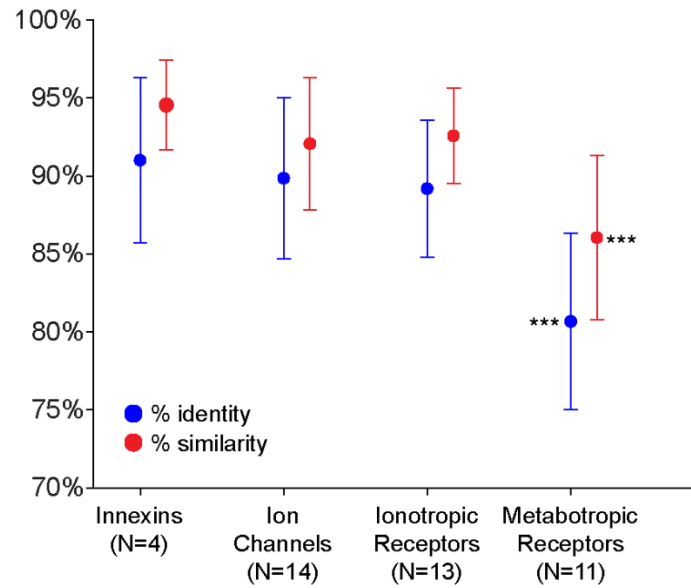 100%
95%
90%
85%
80%
75%
70%
***
***
% identity
% similarity
Innexins
(N=4)
Ion
Channels
(N=14)
Ionotropic
Receptors
(N=13)
Metabotropic
Receptors
(N=11)